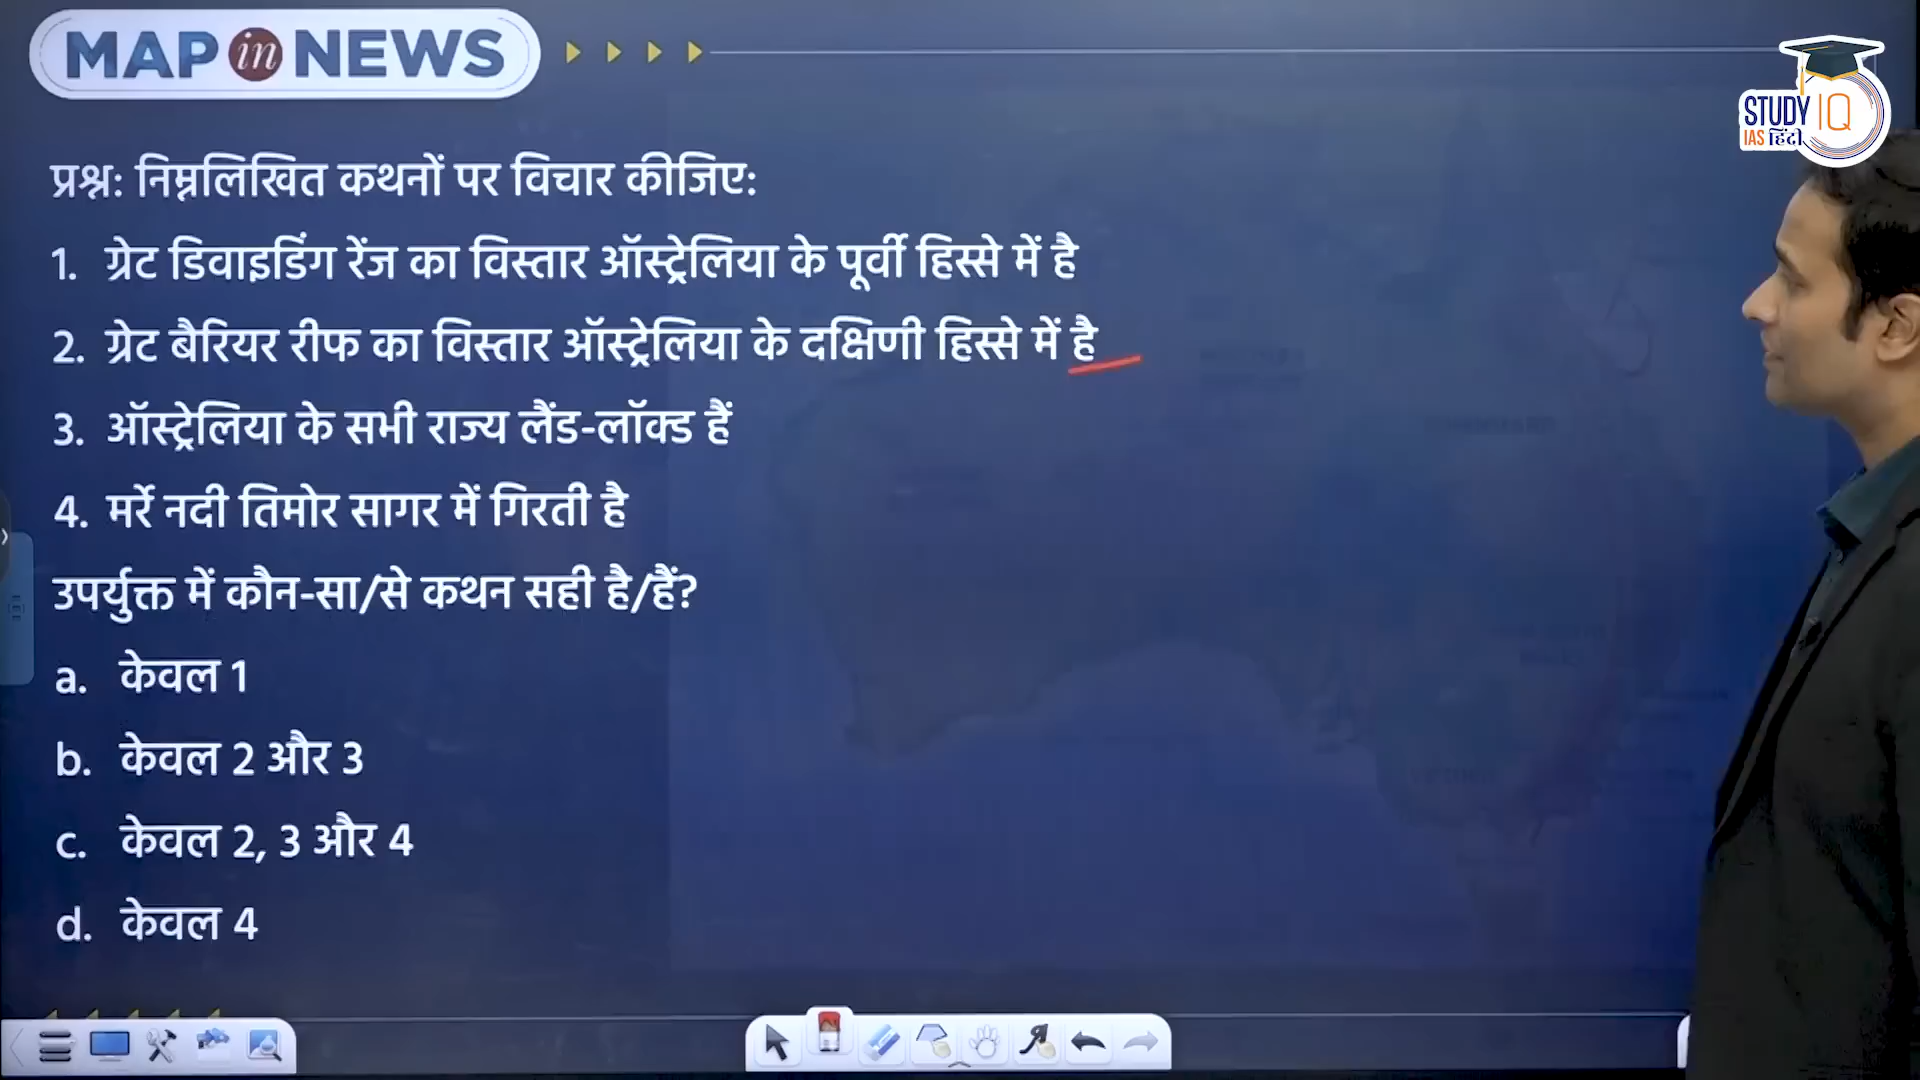 MAP in NEWS
STUDY IQ
IAS हिंदी
प्रश्न: निम्नलिखित कथनों पर विचार कीजिए:
1. ग्रेट डिवाइडिंग रेंज का विस्तार ऑस्ट्रेलिया के पूर्वी हिस्से में है
2. ग्रेट बैरियर रीफ का विस्तार ऑस्ट्रेलिया के दक्षिणी हिस्से में है
3. ऑस्ट्रेलिया के सभी राज्य लैंड-लॉक्ड हैं
4. मर्रे नदी तिमोर सागर में गिरती है
उपर्युक्त में कौन-सा/से कथन सही है/हैं?
a. केवल 1
b. केवल 2 और 3
c. केवल 2, 3 और 4
d. केवल 4